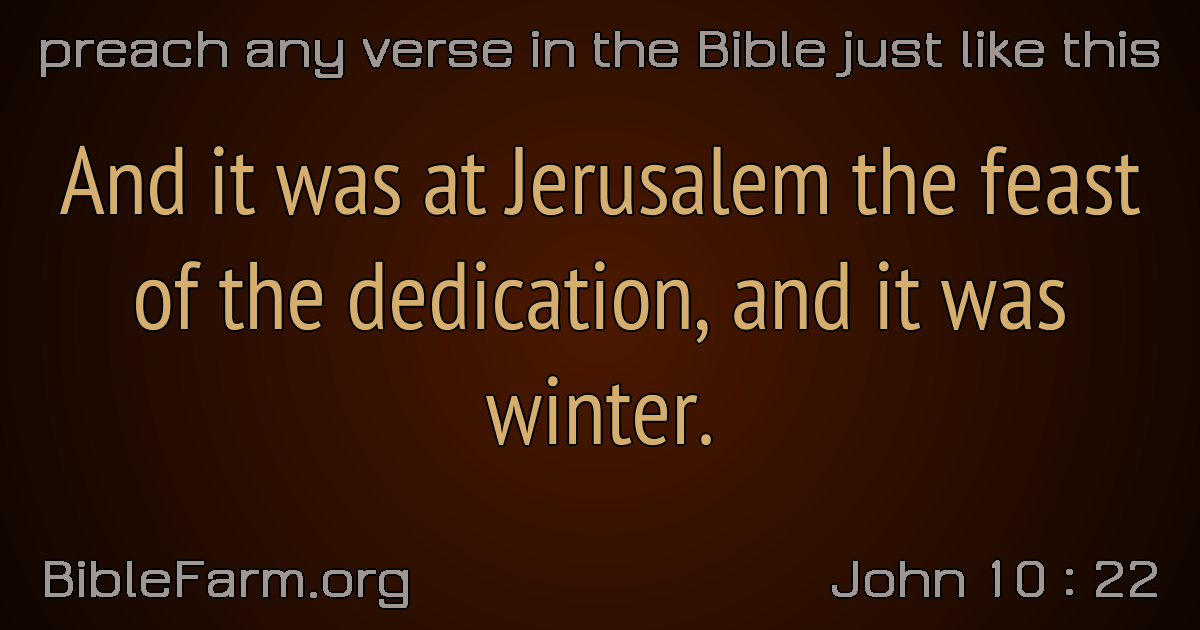 preach any verse in the Bible just like this
And it was at Jerusalem the feast
of the dedication, and it was
winter.
BibleFarm.org
John 10 : 22